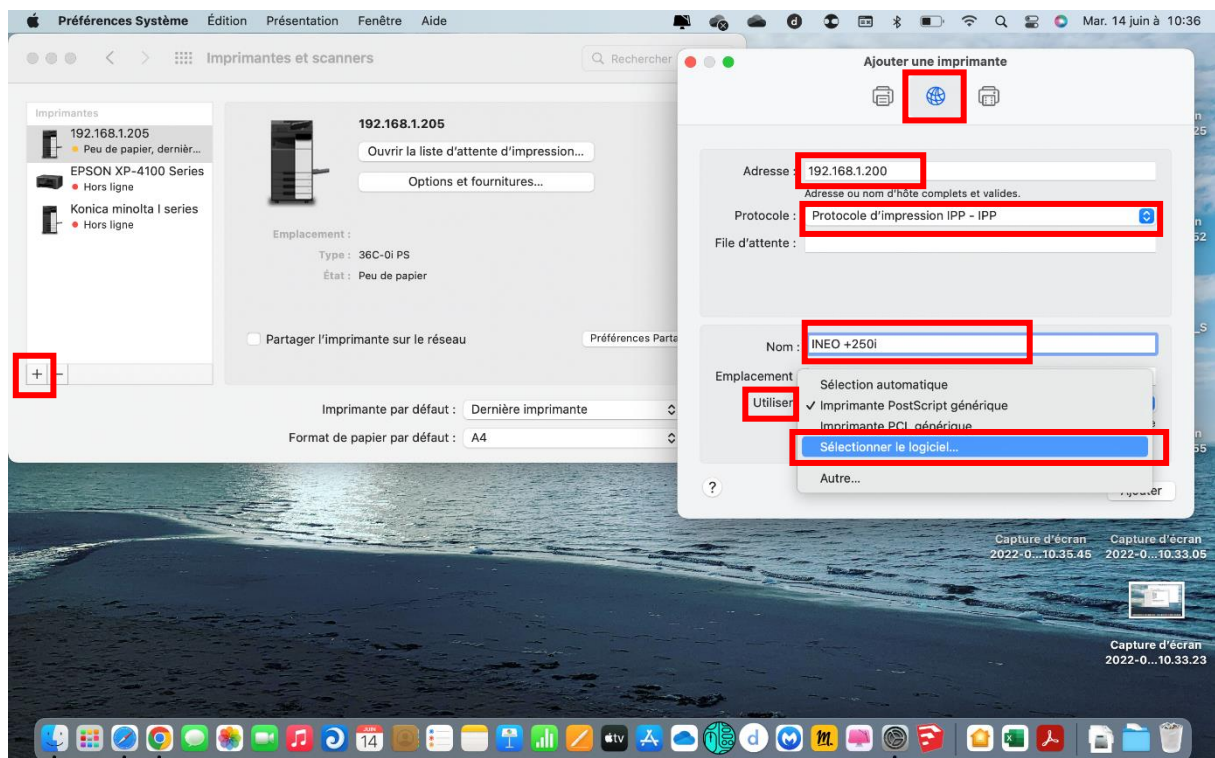 Préférences Système Édition Présentation Fenêtre Aide
Mar. 14 juin à 10:36
Imprimantes et scanners
Rechercher
Imprimantes
192.168.1.205
Peu de papier, dernièr...
EPSON XP-4100 Series
Hors ligne
Konica minolta I series
Hors ligne
+ -
192.168.1.205
Ouvrir la liste d'attente d'impression...
Options et fournitures...
Emplacement :
Type : 36C-0i PS
État : Peu de papier
Partager l'imprimante sur le réseau
Préférences Parta
Imprimante par défaut : Dernière imprimante
Format de papier par défaut : A4
Ajouter une imprimante
Adresse : 192.168.1.200
Adresse ou nom d'hôte complets et valides.
Protocole : Protocole d'impression IPP - IPP
File d'attente :
Nom : INEO +250i
Emplacement
Utiliser
Sélection automatique
✓ Imprimante PostScript générique
Imprimante PCL générique
Sélectionner le logiciel...
Autre...
?
Ajouter
Capture d'écran
2022-0...10.35.45
Capture d'écran
2022-0...10.33.05
Capture d'écran
2022-0...10.33.23
JUIN
14
tv